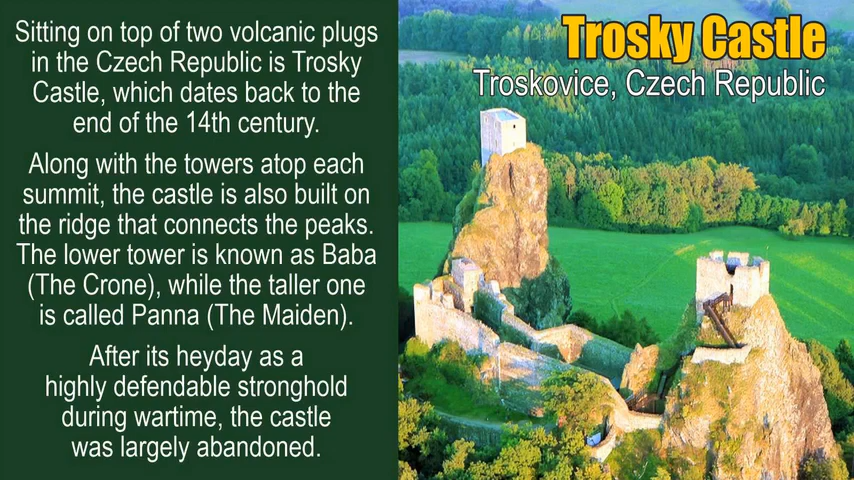 Sitting on top of two volcanic plugs
in the Czech Republic is Trosky
Castle, which dates back to the
end of the 14th century.
Along with the towers atop each
summit, the castle is also built on
the ridge that connects the peaks.
The lower tower is known as Baba
(The Crone), while the taller one
is called Panna (The Maiden).
After its heyday as a
highly defendable stronghold
during wartime, the castle
was largely abandoned.
Trosky Castle
Troskovice, Czech Republic